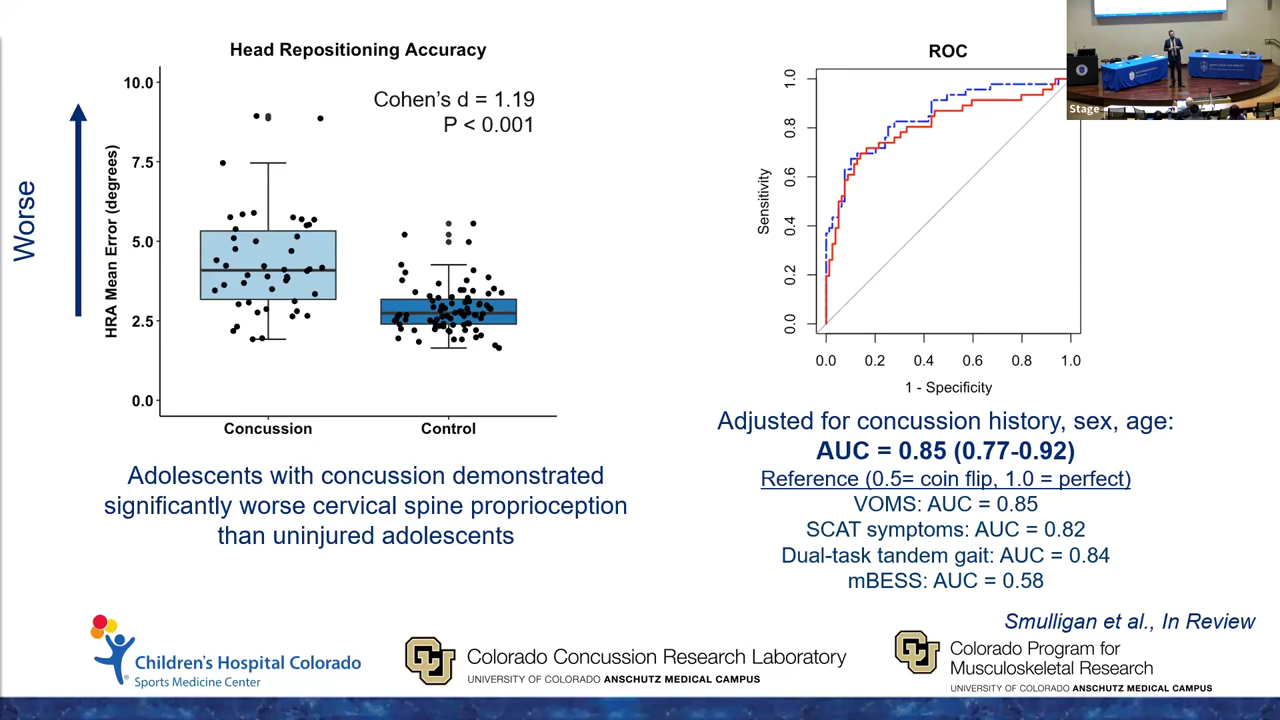 Head Repositioning Accuracy
Worse
HRA Mean Error (degrees)
10.0
7.5
5.0
2.5
0.0
Cohen's d = 1.19
P < 0.001
Concussion
Control
Adolescents with concussion demonstrated
significantly worse cervical spine proprioception
than uninjured adolescents
ROC
Sensitivity
1.0
0.8
0.6
0.4
0.2
0.0
0.0
0.2
0.4
0.6
0.8
1.0
1 - Specificity
Stage
Adjusted for concussion history, sex, age:
AUC = 0.85 (0.77-0.92)
Reference (0.5= coin flip, 1.0 = perfect)
VOMS: AUC = 0.85
SCAT symptoms: AUC = 0.82
Dual-task tandem gait: AUC = 0.84
mBESS: AUC = 0.58
Smulligan et al., In Review
Children's Hospital Colorado
Sports Medicine Center
CU
Colorado Concussion Research Laboratory
UNIVERSITY OF COLORADO ANSCHUTZ MEDICAL CAMPUS
CU
Colorado Program for
Musculoskeletal Research
UNIVERSITY OF COLORADO ANSCHUTZ MEDICAL CAMPUS